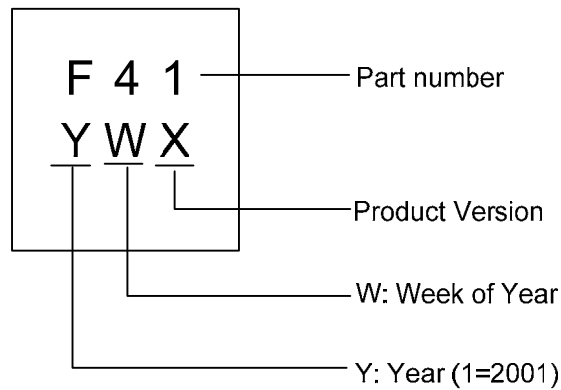 F 4 1
Part number
Y W X
Product Version
W: Week of Year
Y: Year (1=2001)